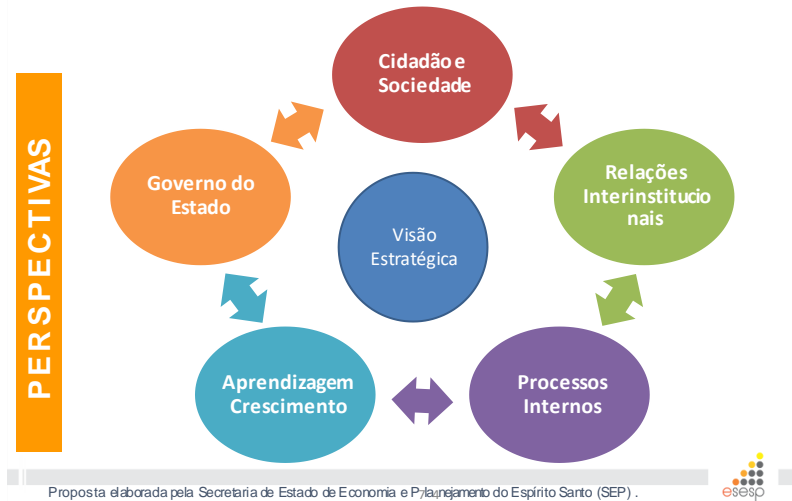 PERSPECTIVAS
Cidadão e
Sociedade
Governo do
Estado
Relações
Interinstitucio
nais
Visão
Estratégica
Aprendizagem
Crescimento
Processos
Internos
Proposta elaborada pela Secretaria de Estado de Economia e Planejamento do Espírito Santo (SEP) .
esesp